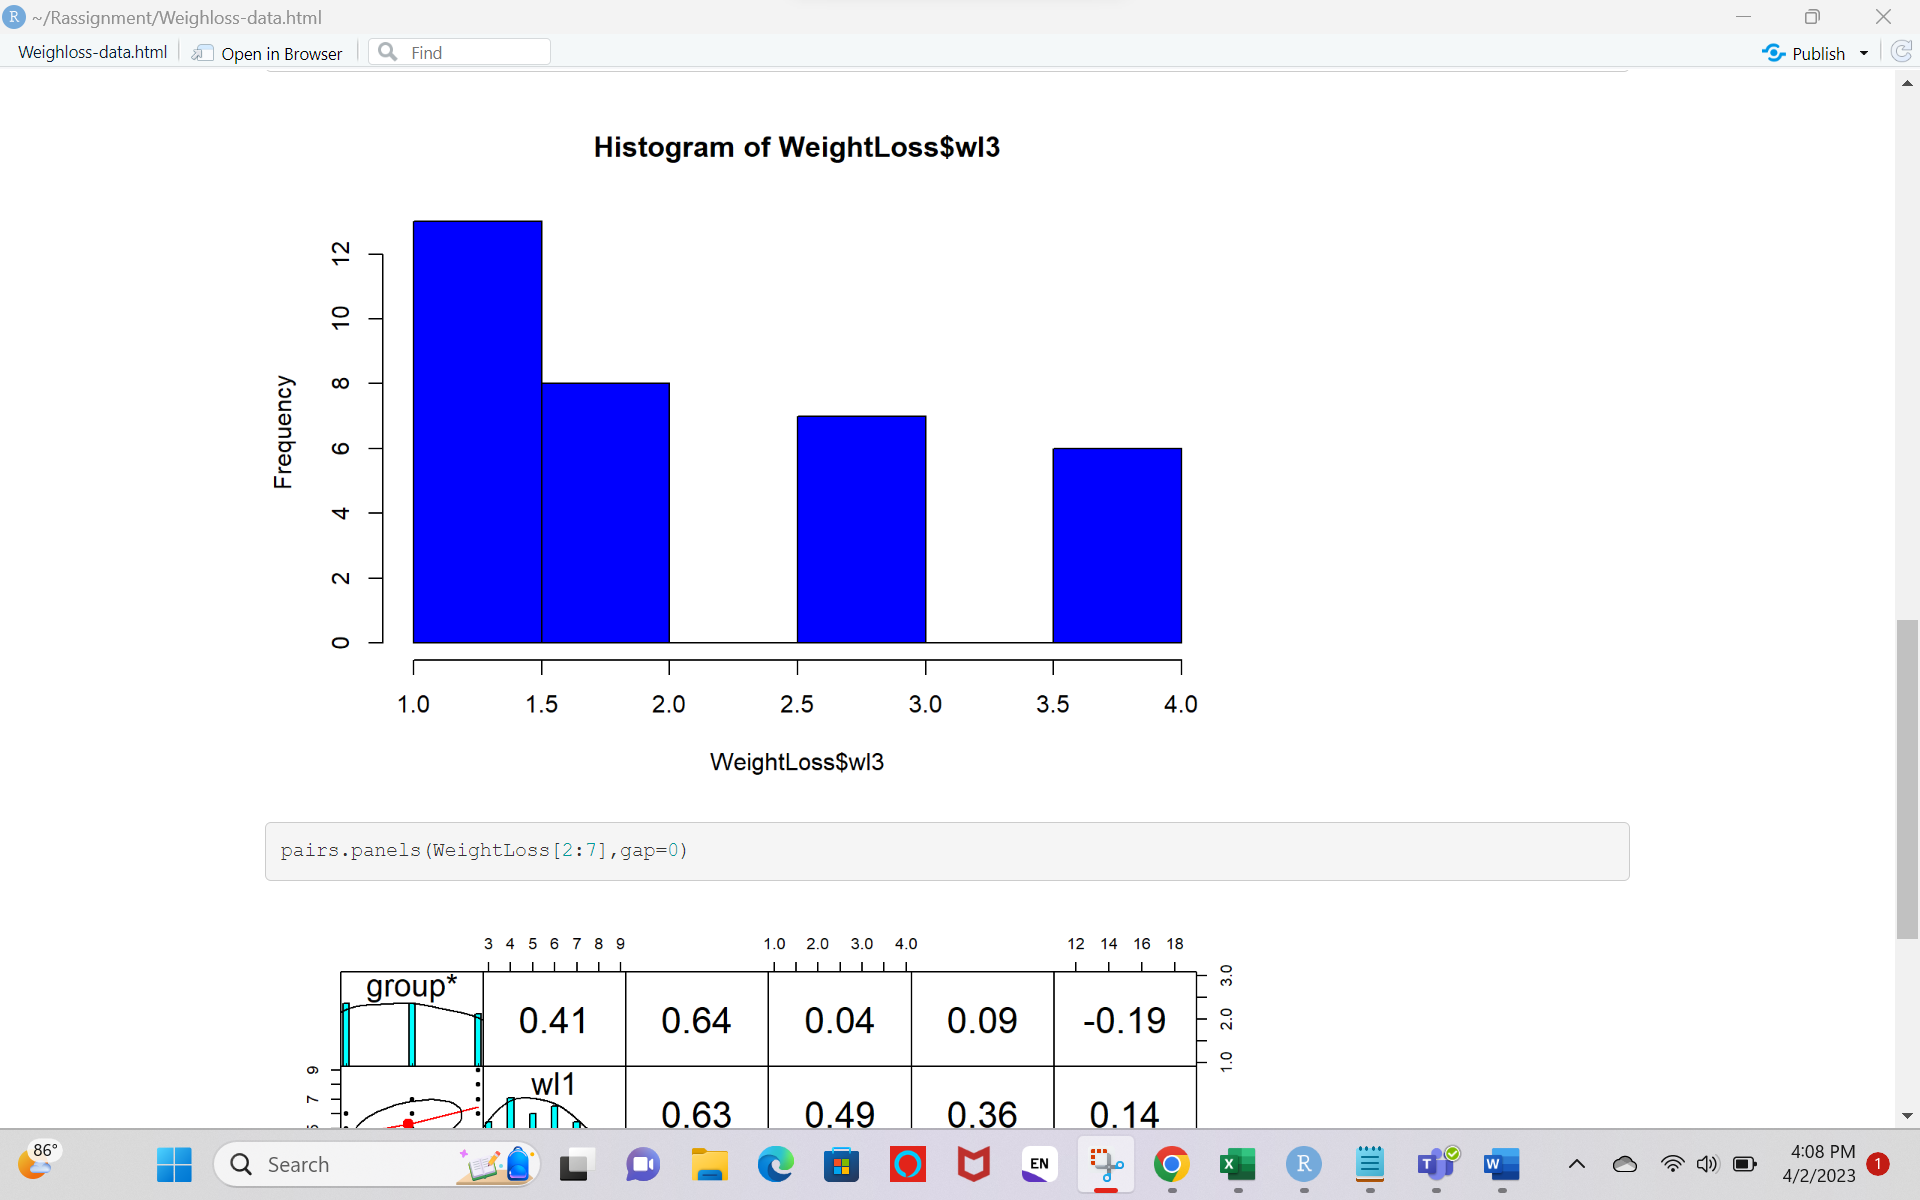 R ~/Rassignment/Weighloss-data.html
Weighloss-data.html Open in Browser Find Publish
Histogram of WeightLoss$wl3
12
10
8
6
4
2
0
Frequency
1.0 1.5 2.0 2.5 3.0 3.5 4.0
WeightLoss$wl3
pairs.panels(WeightLoss[2:7],gap=0)
3 4 5 6 7 8 9 1.0 2.0 3.0 4.0 12 14 16 18
group* 0.41 0.64 0.04 0.09 -0.19
3.0
2.0
1.0
9
7
wl1 0.63 0.49 0.36 0.14
86°
Search
EN
X
R
T
W
4:08 PM
4/2/2023
1